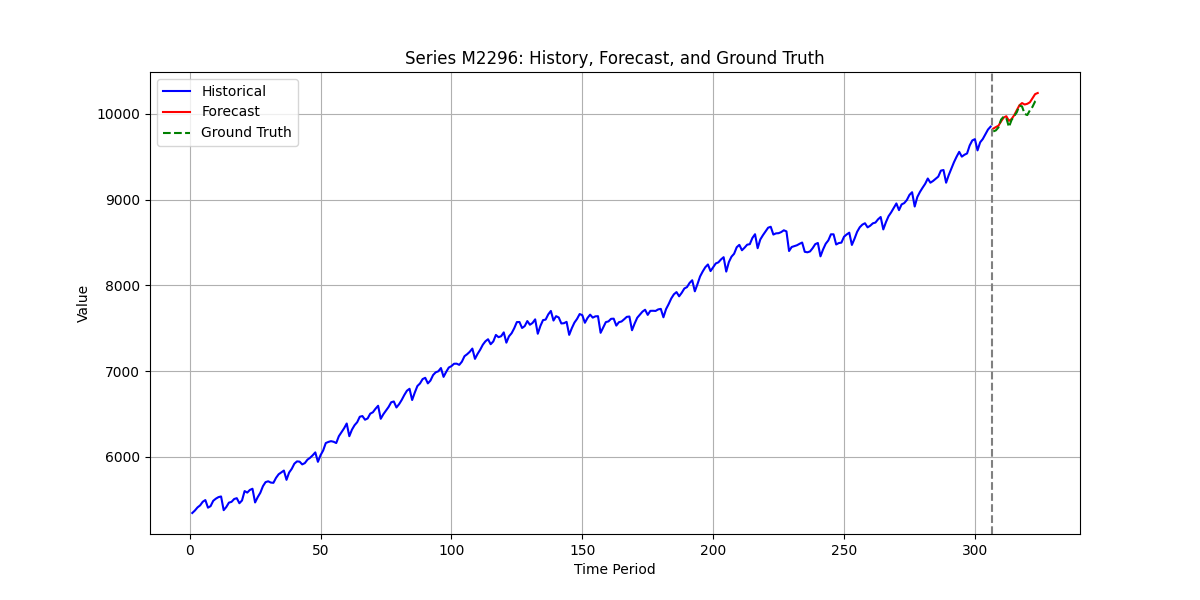 Series M2296: History, Forecast, and Ground Truth
Historical
Forecast
Ground Truth
Value
10000
9000
8000
7000
6000
0 50 100 150 200 250 300
Time Period